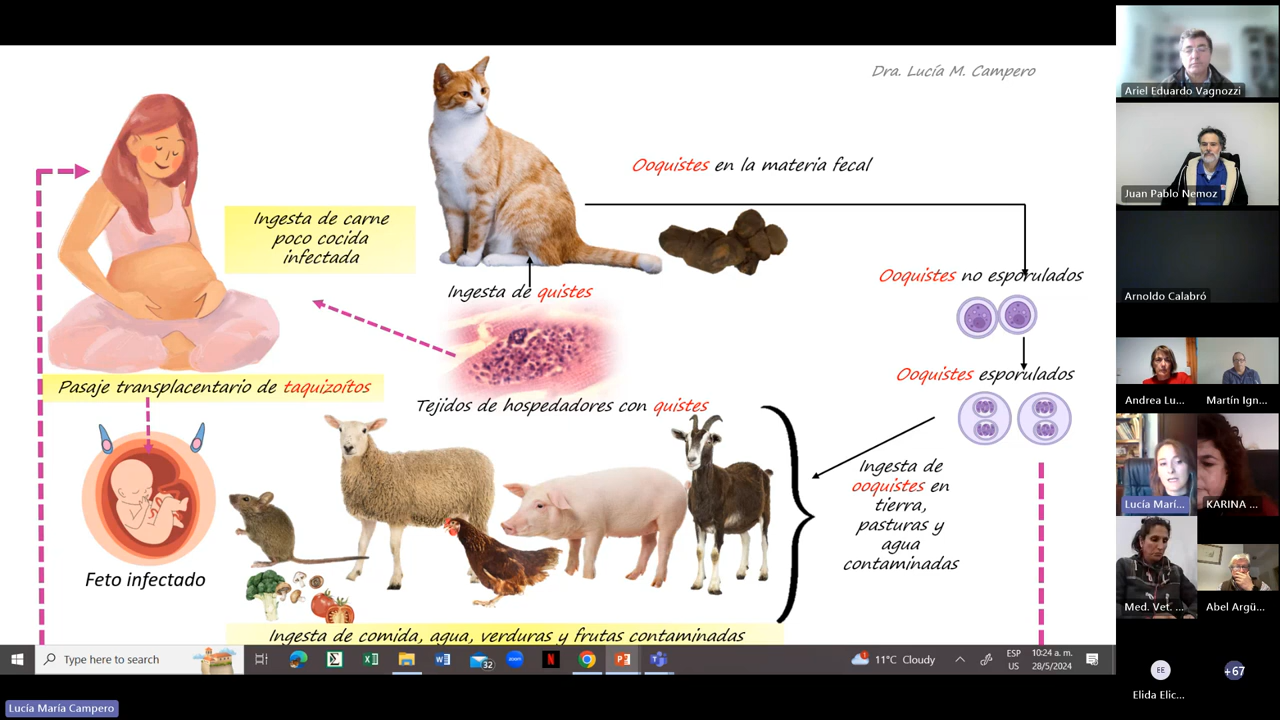 Dra. Lucía M. Campero
Ooquistes en la materia fecal
Ingesta de carne
poco cocida
infectada
Ooquistes no esporulados
Ingesta de quistes
Ooquistes esporulados
Pasaje transplacentario de taquizoítos
Tejidos de hospedadores con quistes
Ingesta de
ooquistes en
tierra,
pasturas y
agua
contaminadas
Feto infectado
Ingesta de comida, agua, verduras y frutas contaminadas
Type here to search
32
11°C Cloudy
ESP
US
10:24 a. m.
28/5/2024
Lucía María Campero
Ariel Eduardo Vagnozzi
Juan Pablo Nemoz
Arnoldo Calabró
Andrea Lu...
Martín Ign...
Lucía Marí...
KARINA ...
Med. Vet. ...
Abel Argü...
EE
+67
Elida Elic...